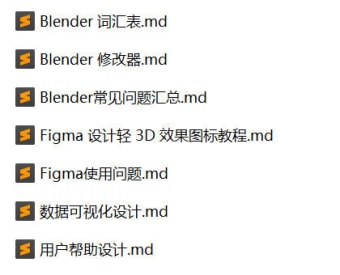 Blender 词汇表.md
Blender 修改器.md
Blender常见问题汇总.md
Figma 设计轻 3D 效果图标教程.md
Figma使用问题.md
数据可视化设计.md
用户帮助设计.md